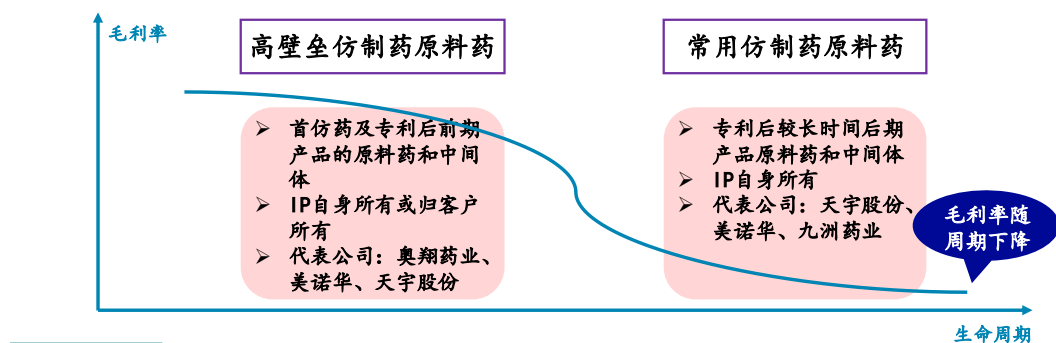 毛利率
高壁垒仿制药原料药
常用仿制药原料药
➢ 首仿药及专利后前期
产品的原料药和中间
体
➢ IP自身所有或归客户
所有
➢ 代表公司：奥翔药业、
美诺华、天宇股份
➢ 专利后较长时间后期
产品原料药和中间体
➢ IP自身所有
➢ 代表公司：天宇股份、
美诺华、九洲药业
毛利率随
周期下降
生命周期